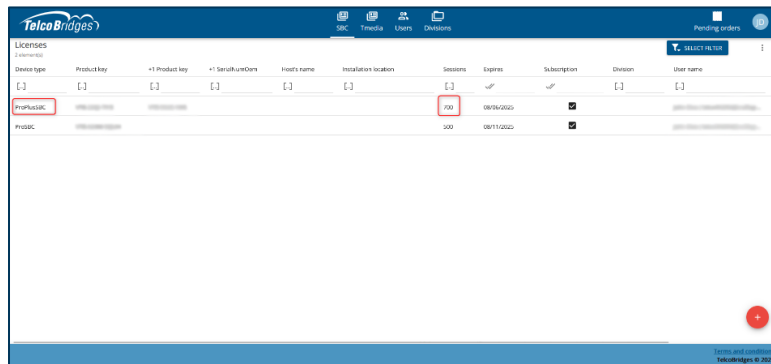 TelcoBridges
SBC Tmedia Users Divisions
Pending orders
JD
Licenses
2 element(s)
SELECT FILTER
Device type Product key +1 Product key +1 SerialNumDom Host's name Installation location Sessions Expires Subscription Division User name
[...] [...] [...] [...] [...] [...] [...] [...] [...]
ProPlusSBC 700 08/06/2025
ProSBC 500 08/11/2025
+
Terms and condition
TelcoBridges © 202